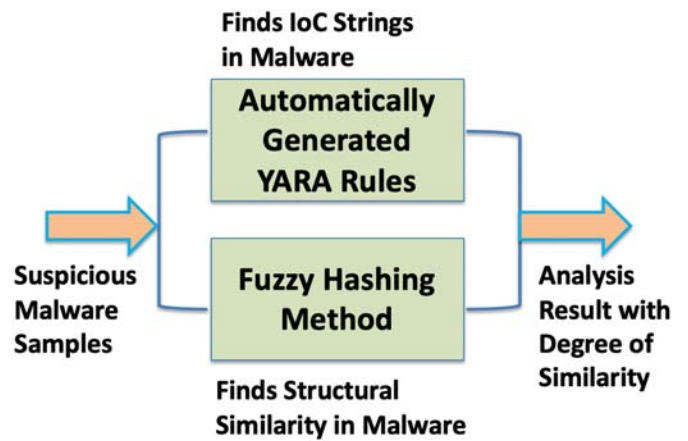 Finds IoC Strings
in Malware
Automatically
Generated
YARA Rules
Suspicious
Malware
Samples
Fuzzy Hashing
Method
Analysis
Result with
Degree of
Similarity
Finds Structural
Similarity in Malware